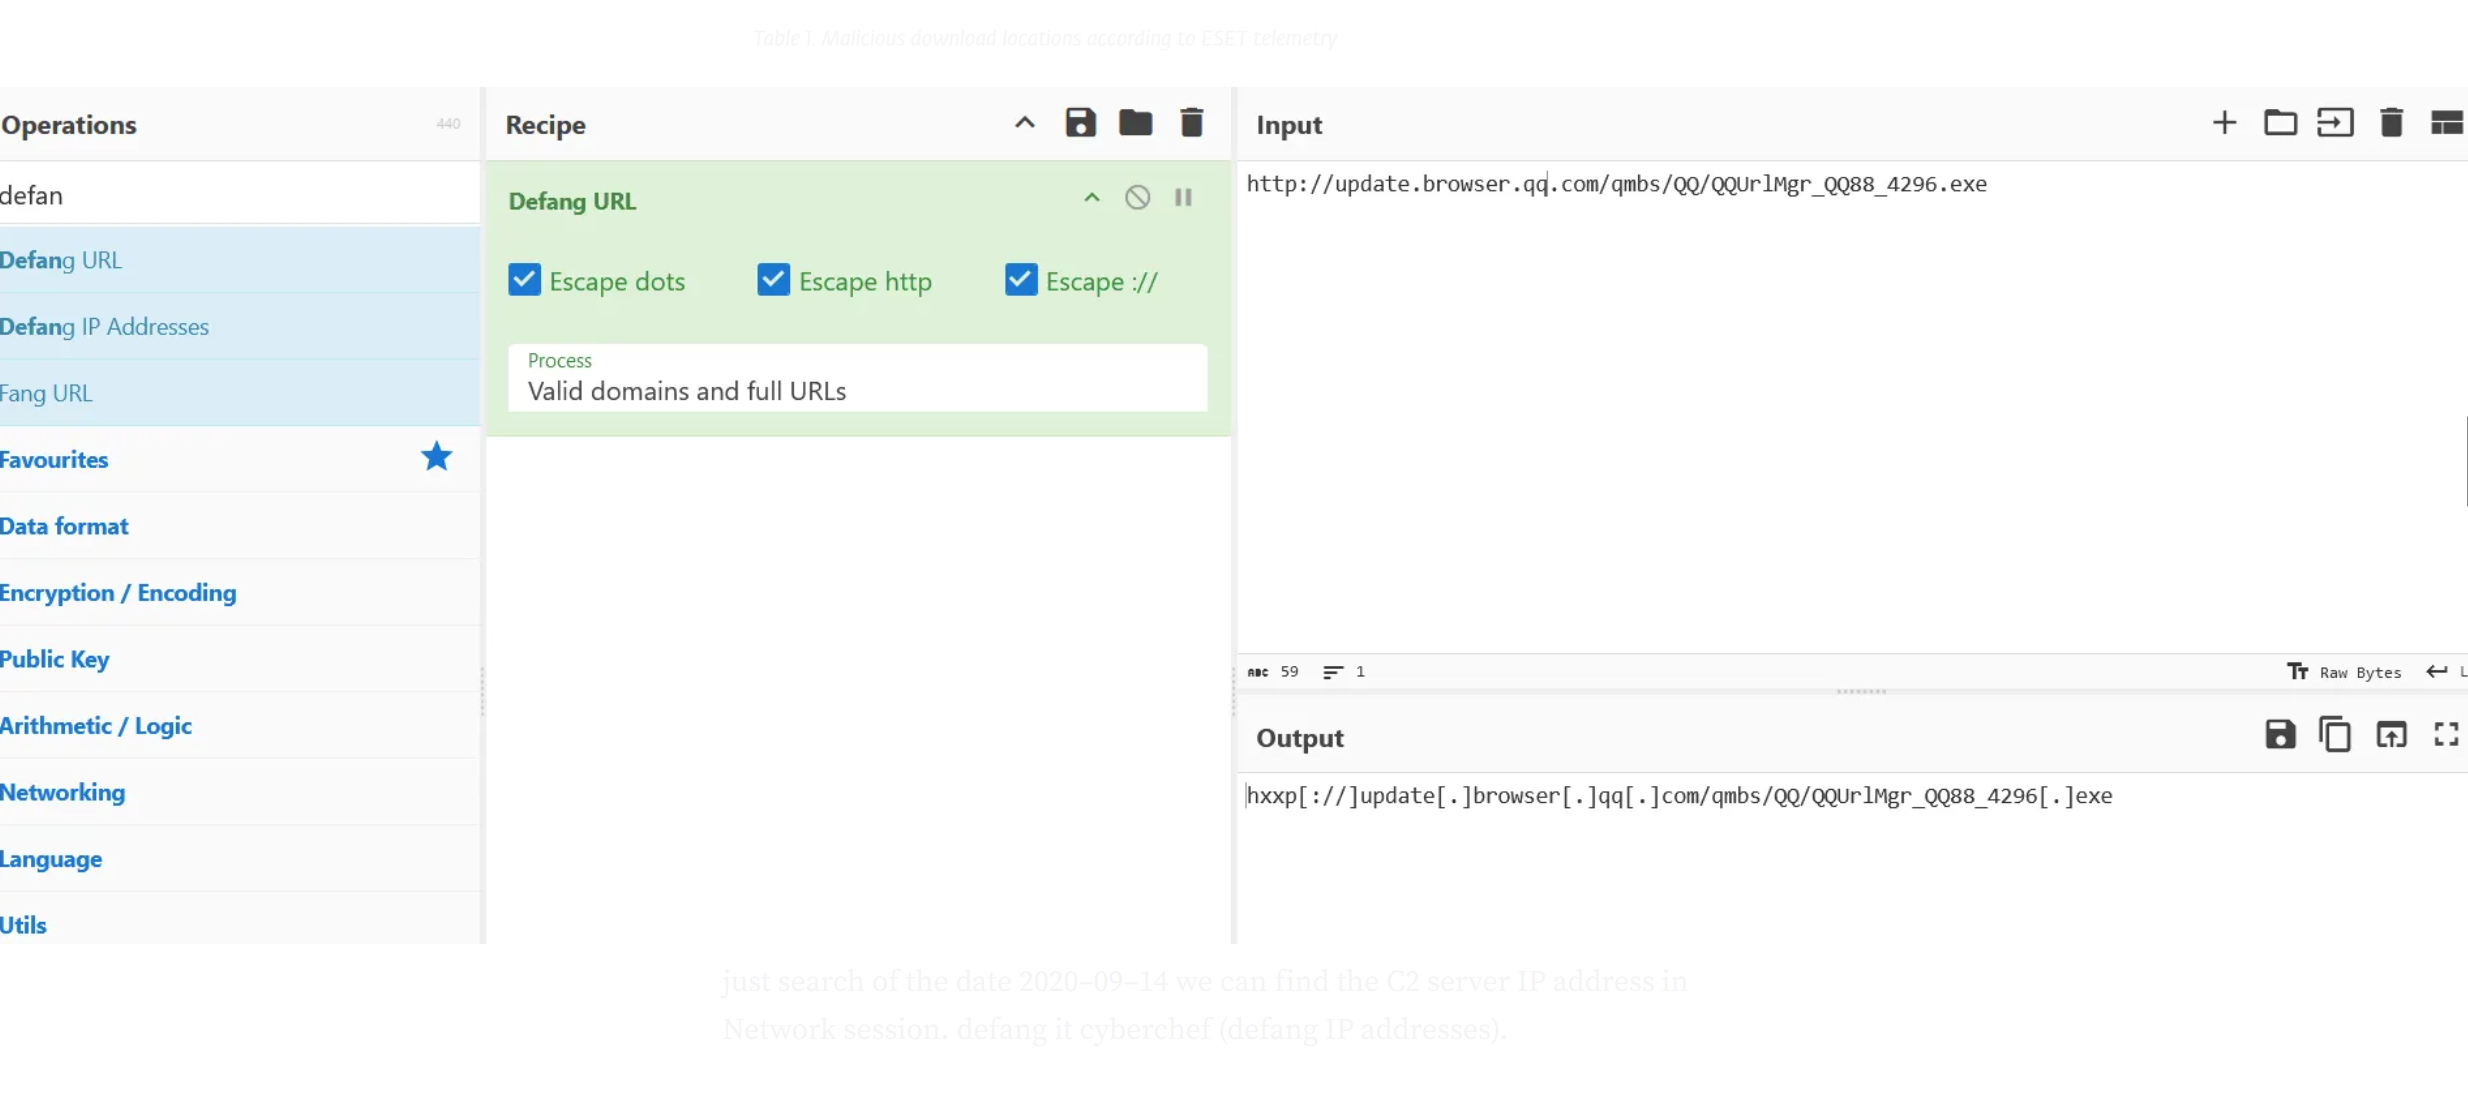 Table 1. Malicious download locations according to ESET telemetry
Operations
440
defan
Defang URL
Defang IP Addresses
Fang URL
Favourites
Data format
Encryption / Encoding
Public Key
Arithmetic / Logic
Networking
Language
Utils
Recipe
Defang URL
Escape dots Escape http Escape ://
Process
Valid domains and full URLs
Input
http://update.browser.qq.com/qmbs/QQ/QQUrlMgr_QQ88_4296.exe
ABC 59 1
Tт Raw Bytes L
Output
hxxp[://]update[.]browser[.]qq[.]com/qmbs/QQ/QQUrlMgr_QQ88_4296[.]exe
just search of the date 2020–09–14 we can find the C2 server IP address in
Network session. defang it cyberchef (defang IP addresses).